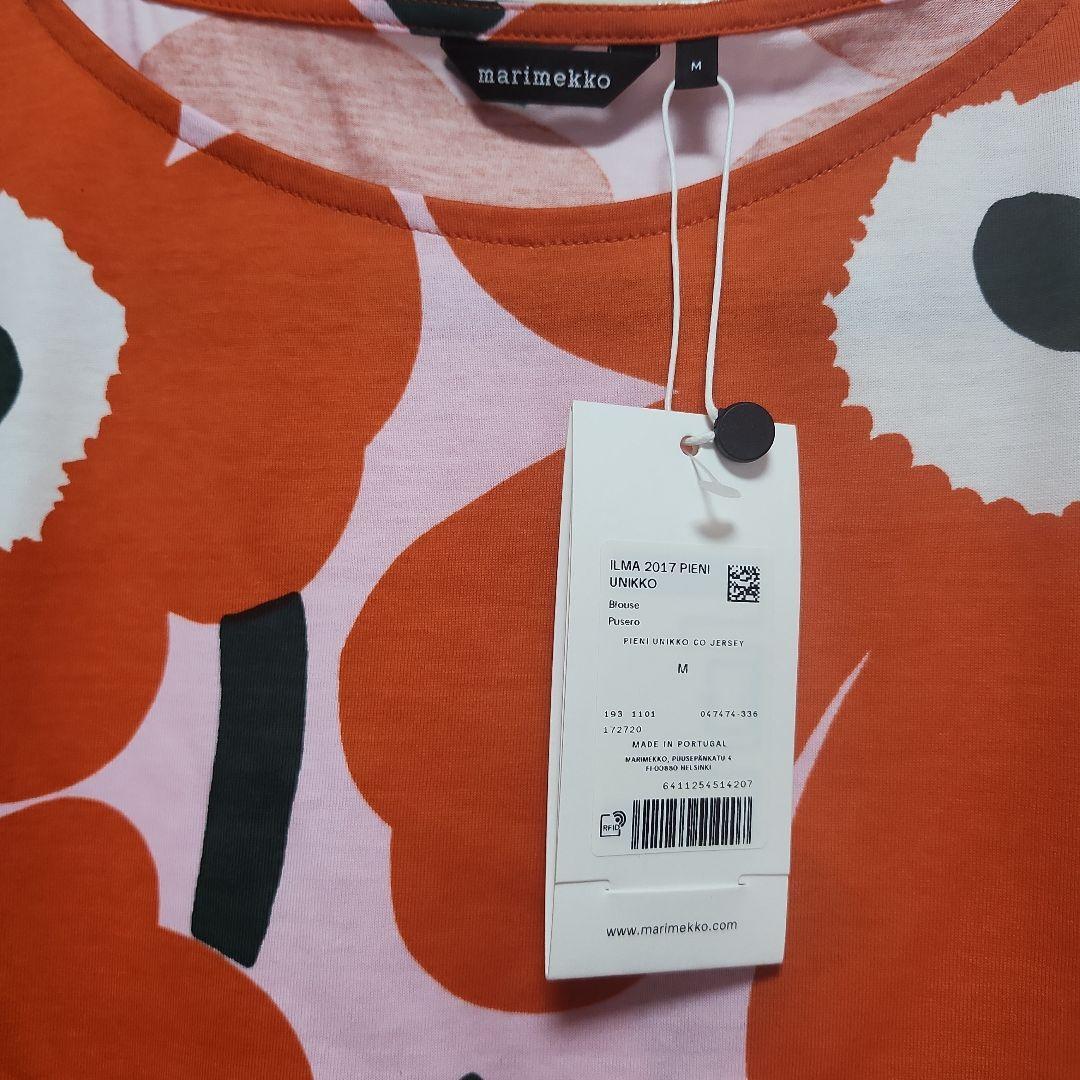 marimekko
M
ILMA 2017 PIENI
UNIKKO
Blouse
Pusero
PIENI UNIKKO CO JERSEY
M
193 1101 047474-336
172720
MADE IN PORTUGAL
MARIMEKKO, PUUSEPÄNKATU 4
FI-00880 HELSINKI
6411254514207
RFID
www.marimekko.com